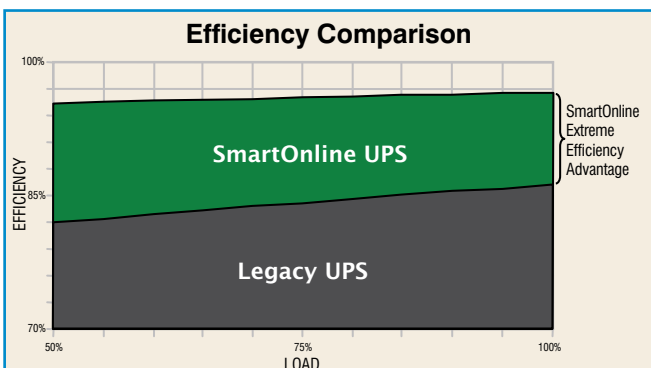 Efficiency Comparison
100%
SmartOnline UPS
SmartOnline
Extreme
Efficiency
Advantage
EFFICIENCY
85%
Legacy UPS
70%
50%
75%
100%
LOAD